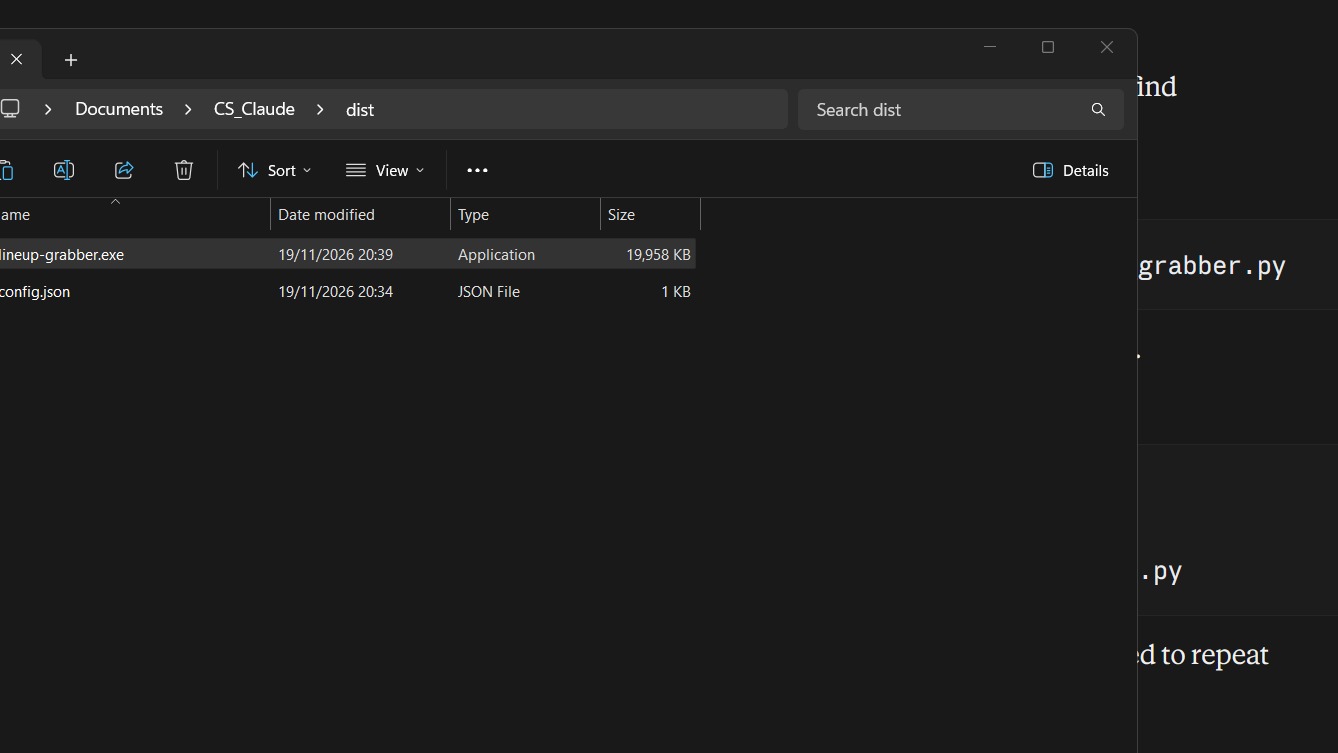 Documents > CS_Claude > dist
Search dist
Sort
View
Details
ame
Date modified
Type
Size
lineup-grabber.exe
19/11/2026 20:39
Application
19,958 KB
config.json
19/11/2026 20:34
JSON File
1 KB
ind
grabber.py
.
.py
ed to repeat